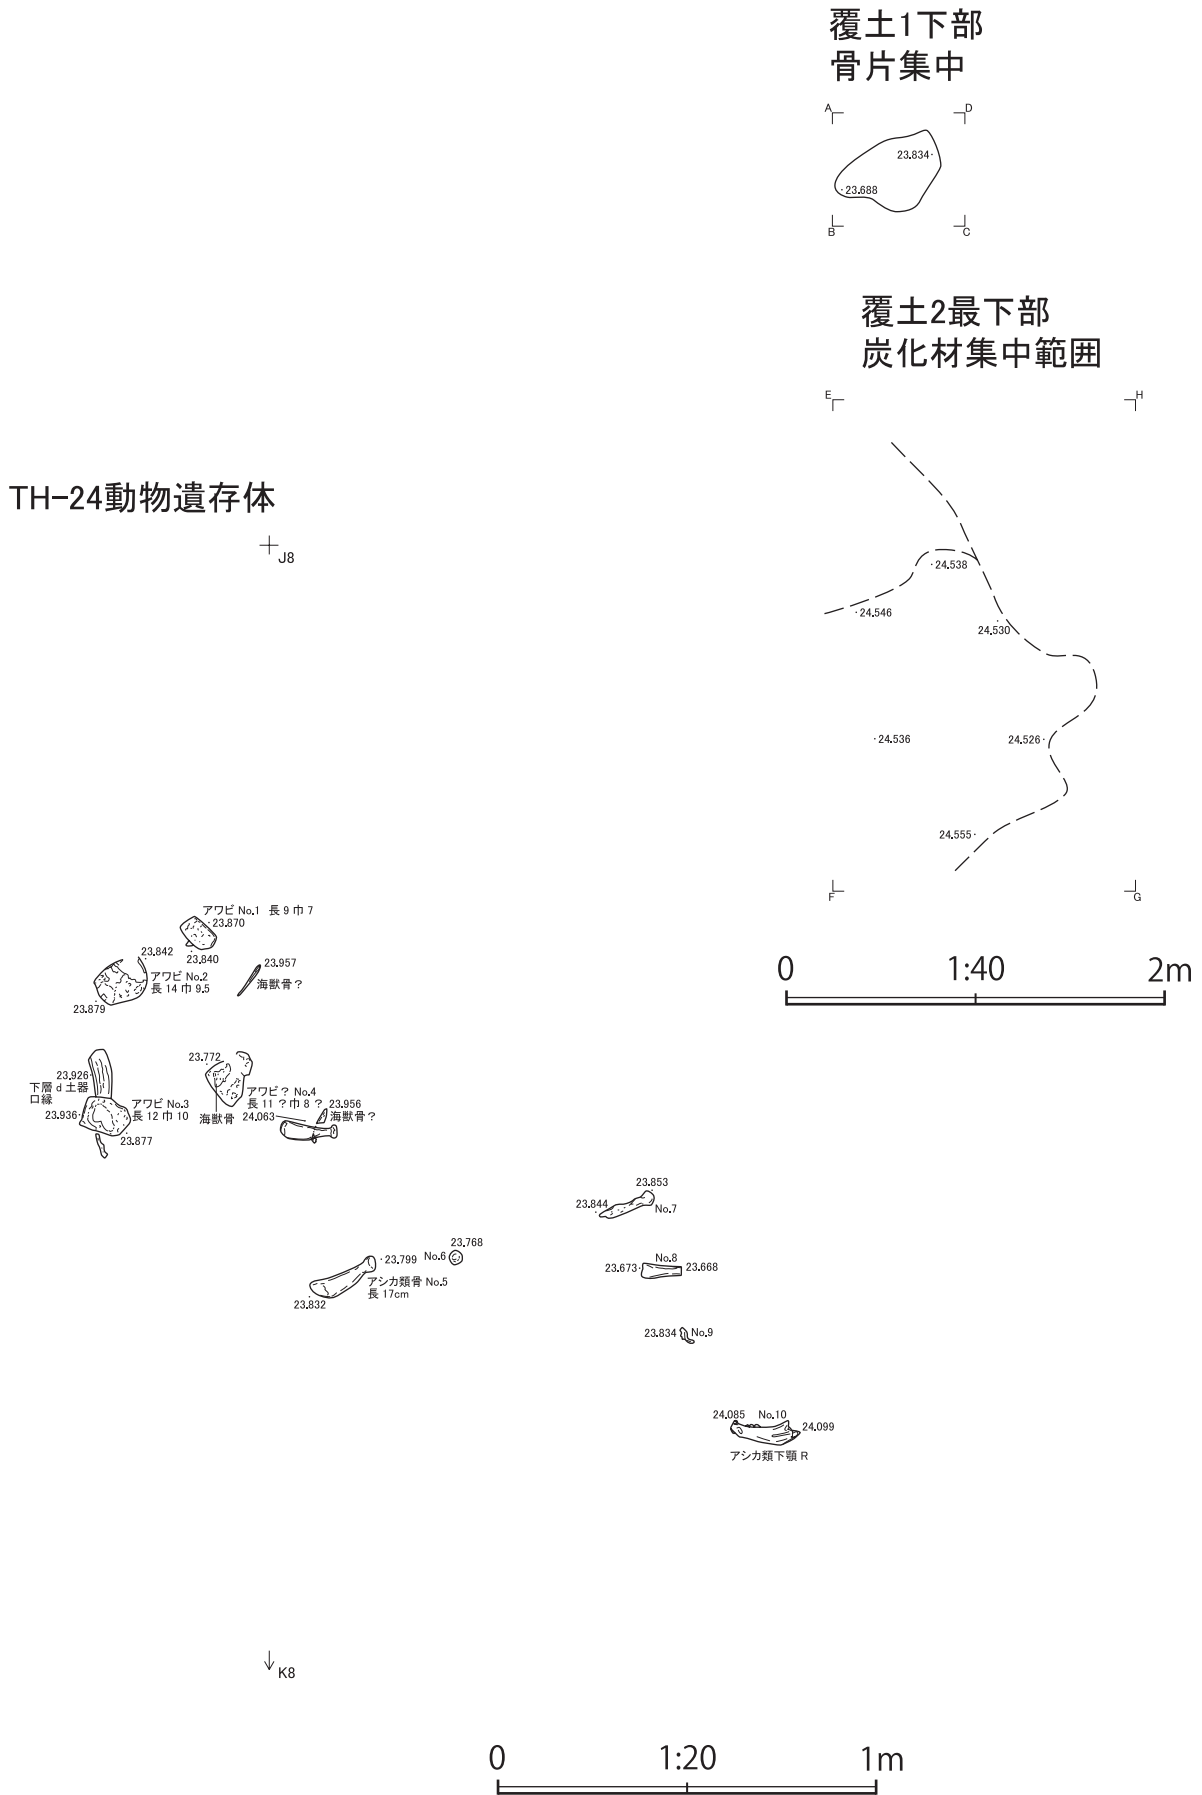 覆土1下部
骨片集中
A
D
23.834
23.688
B
C
覆土2最下部
炭化材集中範囲
E
H
24.538
24.546
24.530
24.536
24.526
24.555
F
G
0 1:40 2m
TH-24動物遺存体
J8
アワビ No.1 長 9 巾 7
23.870
23.842
23.840
23.957
アワビ No.2
長 14 巾 9.5
海獣骨?
23.879
23.772
23.926
下層 d 土器
口縁
アワビ? No.4
長 11 ?巾 8 ?
23.956
アワビ No.3
長 12 巾 10
23.936
海獣骨
24.063
海獣骨?
23.877
23.853
23.844
No.7
23.768
No.6
23.799
No.8
23.673
23.668
アシカ類骨 No.5
長 17cm
23.832
23.834
No.9
24.085
No.10
24.099
アシカ類下顎 R
K8
0 1:20 1m